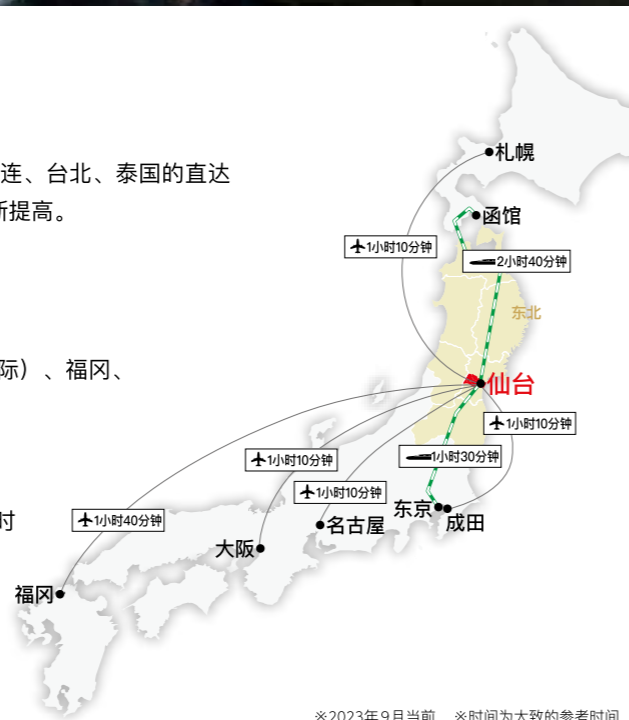 连、台北、泰国的直达
断提高。
际）、福冈、
时
札幌
函馆
1小时10分钟
2小时40分钟
东北
仙台
1小时10分钟
1小时10分钟
1小时30分钟
1小时10分钟
1小时40分钟
东京
成田
名古屋
大阪
福冈
※2023年9月当前 ※时间为大致的参考时间